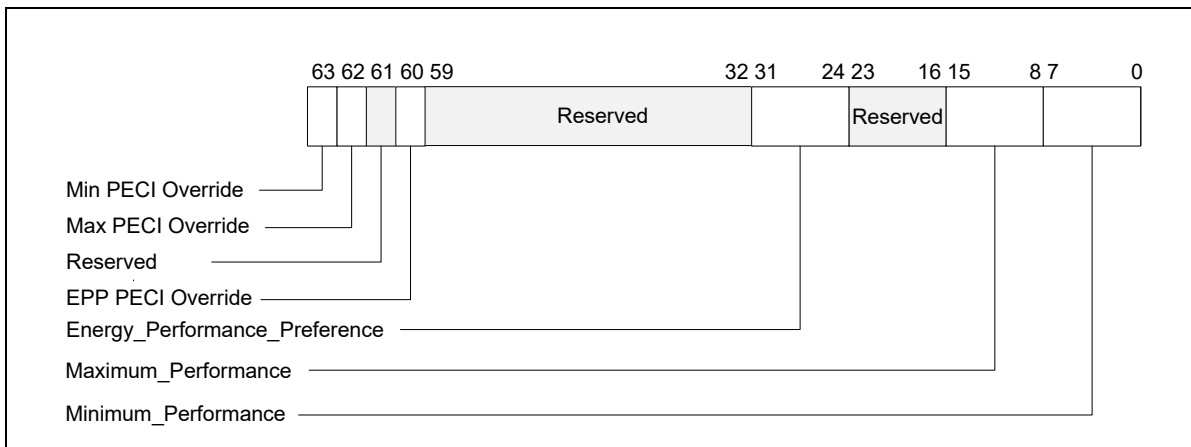 63 62 61 60 59 32 31 24 23 16 15 8 7 0
Reserved Reserved
Min PECI Override
Max PECI Override
Reserved
EPP PECI Override
Energy_Performance_Preference
Maximum_Performance
Minimum_Performance